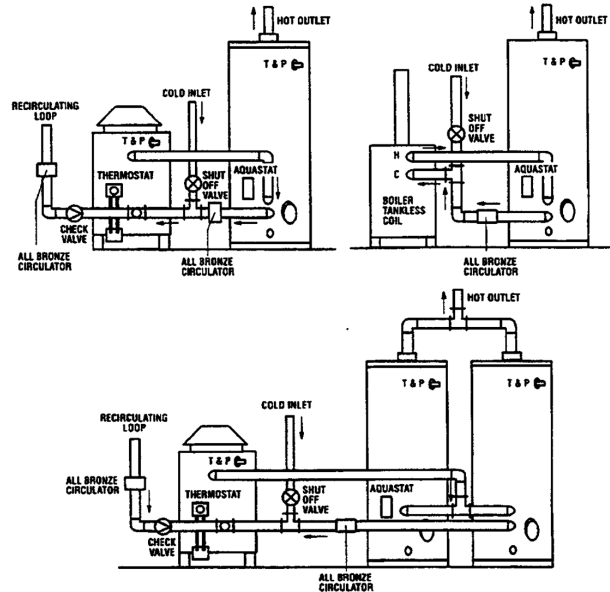 HOT OUTLET
T & P
COLD INLET
RECIRCULATING
LOOP
T & P
THERMOSTAT
SHUT
OFF
VALVE
AQUASTAT
CHECK
VALVE
ALL BRONZE
CIRCULATOR
ALL BRONZE
CIRCULATOR
HOT OUTLET
COLD INLET
T & P
SHUT
OFF
VALVE
H
AQUASTAT
C
BOILER
TANKLESS
COIL
ALL BRONZE
CIRCULATOR
HOT OUTLET
T & P
T & P
COLD INLET
RECIRCULATING
LOOP
T & P
ALL BRONZE
CIRCULATOR
THERMOSTAT
SHUT
OFF
VALVE
AQUASTAT
CHECK
VALVE
ALL BRONZE
CIRCULATOR